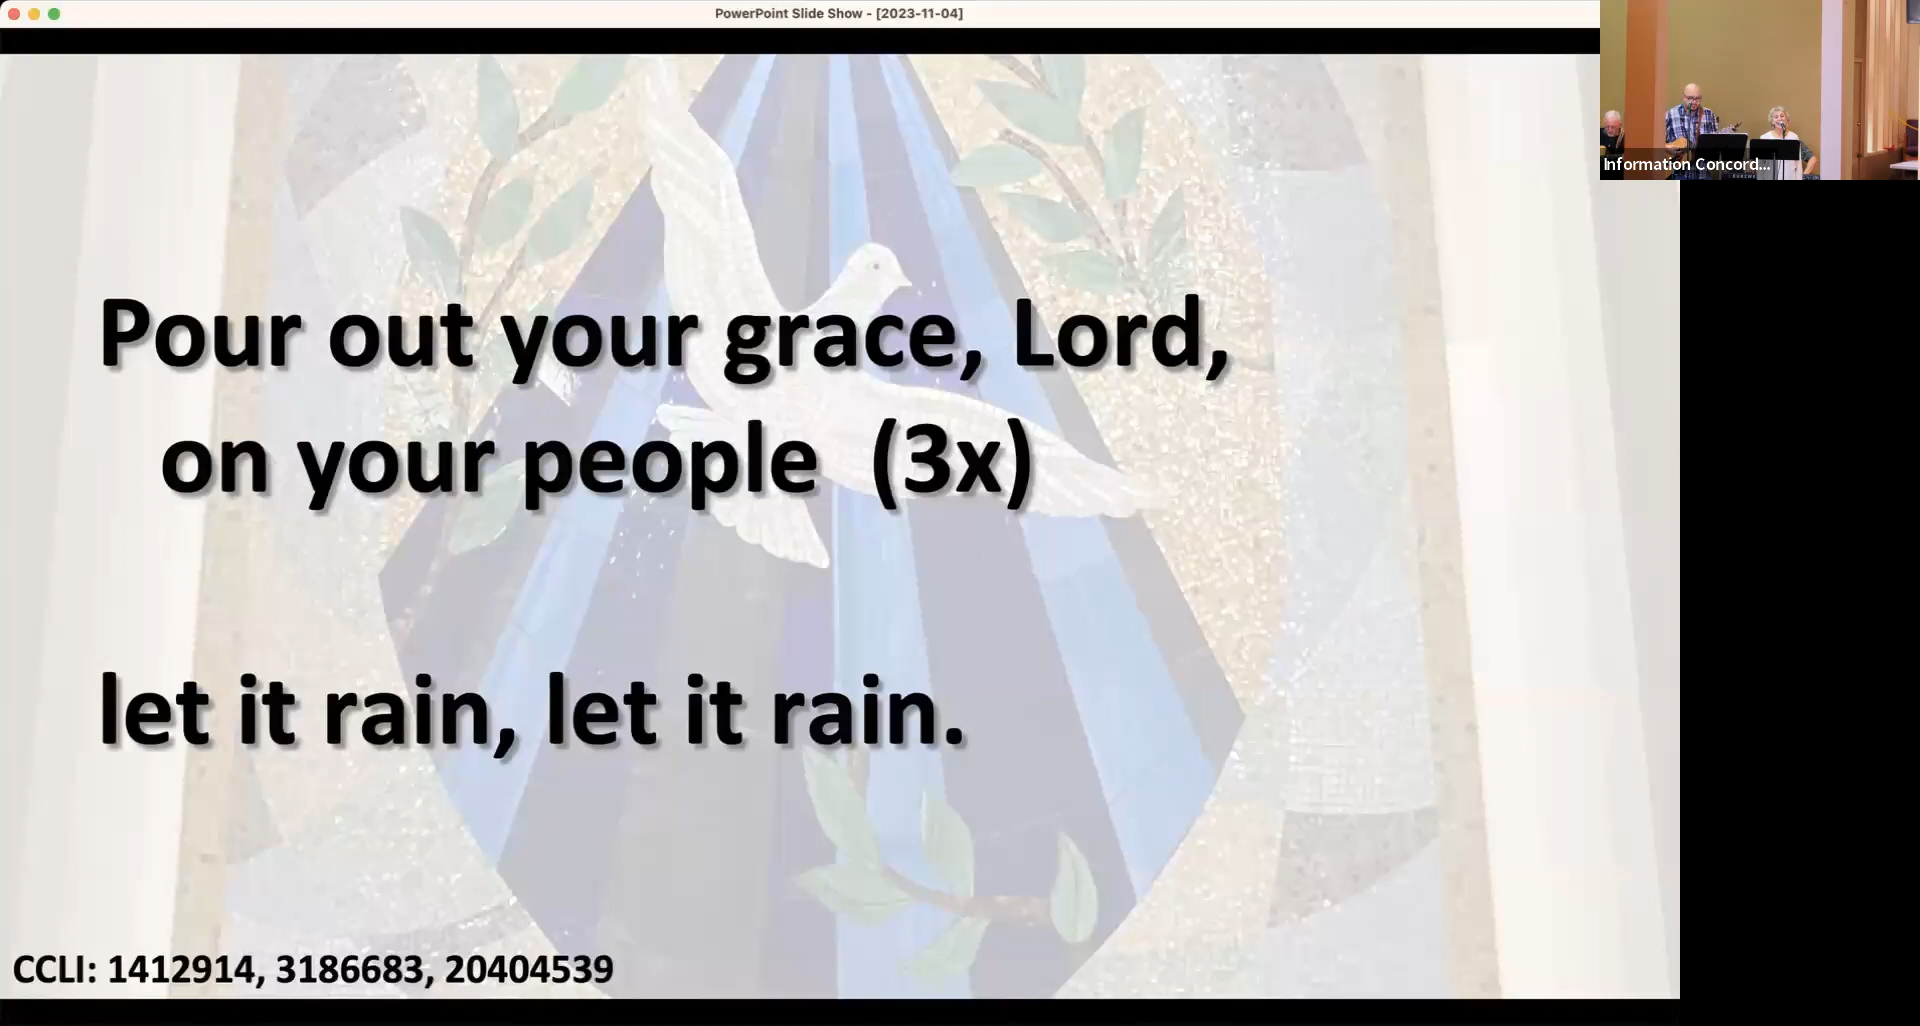 PowerPoint Slide Show - [2023-11-04]
Information Concord...
Pour out your grace, Lord,
on your people (3x)
let it rain, let it rain.
CCLI: 1412914, 3186683, 20404539